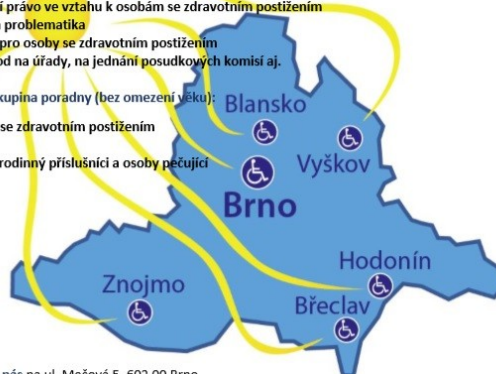 í právo ve vztahu k osobám se zdravotním postižením
problematika
pro osoby se zdravotním postižením
od na úřady, na jednání posudkových komisí aj.
kupina poradny (bez omezení věku):
se zdravotním postižením
rodinný příslušníci a osoby pečující
Blansko
Vyškov
Brno
Hodonín
Znojmo
Břeclav